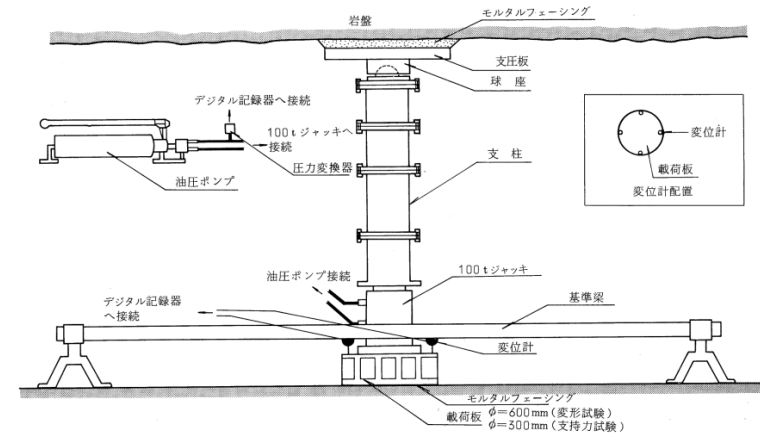 岩盤
モルタルフェーシング
支圧板
球 座
デジタル記録器へ接続
100tジャッキへ
接続
圧力変換器
油圧ポンプ
支 柱
変位計
載荷板
変位計配置
油圧ポンプ接続
100tジャッキ
デジタル記録器
へ接続
基準梁
変位計
モルタルフェーシング
載荷板 φ=600mm(変形試験)
φ=300mm(支持力試験)